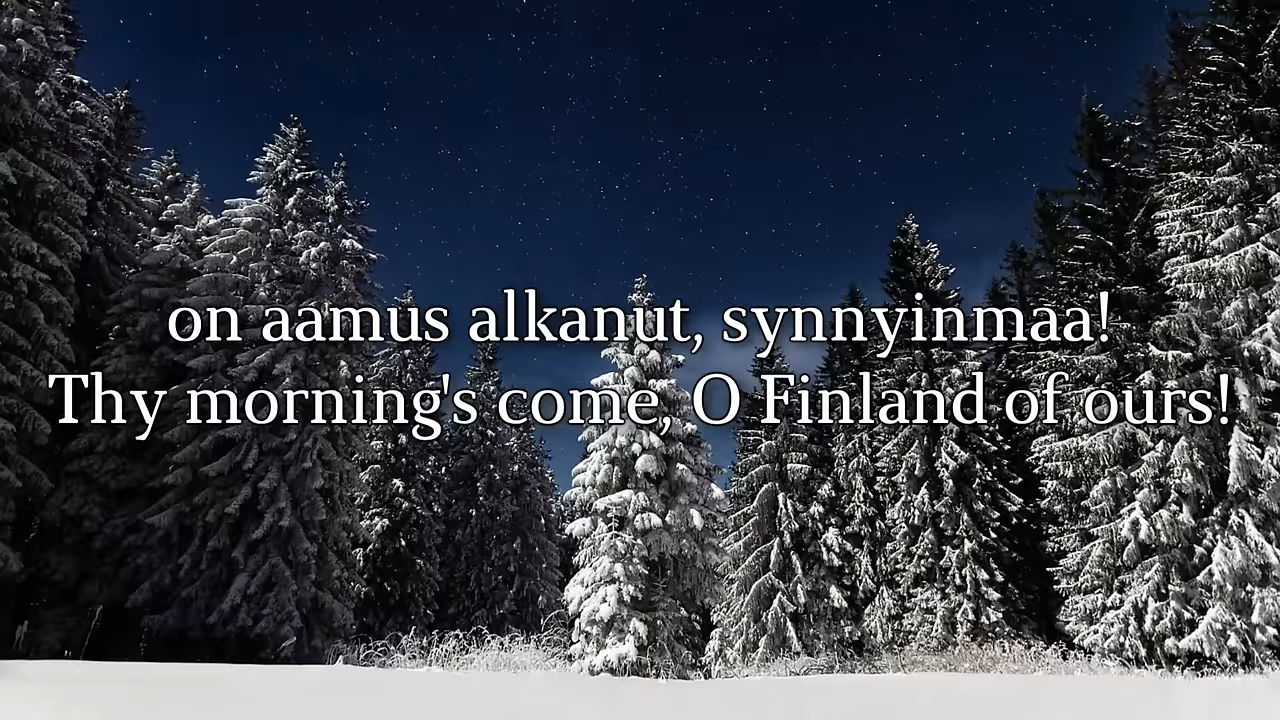 on aamus alkanut, synnyinmaa!
Thy morning's come, O Finland of ours!